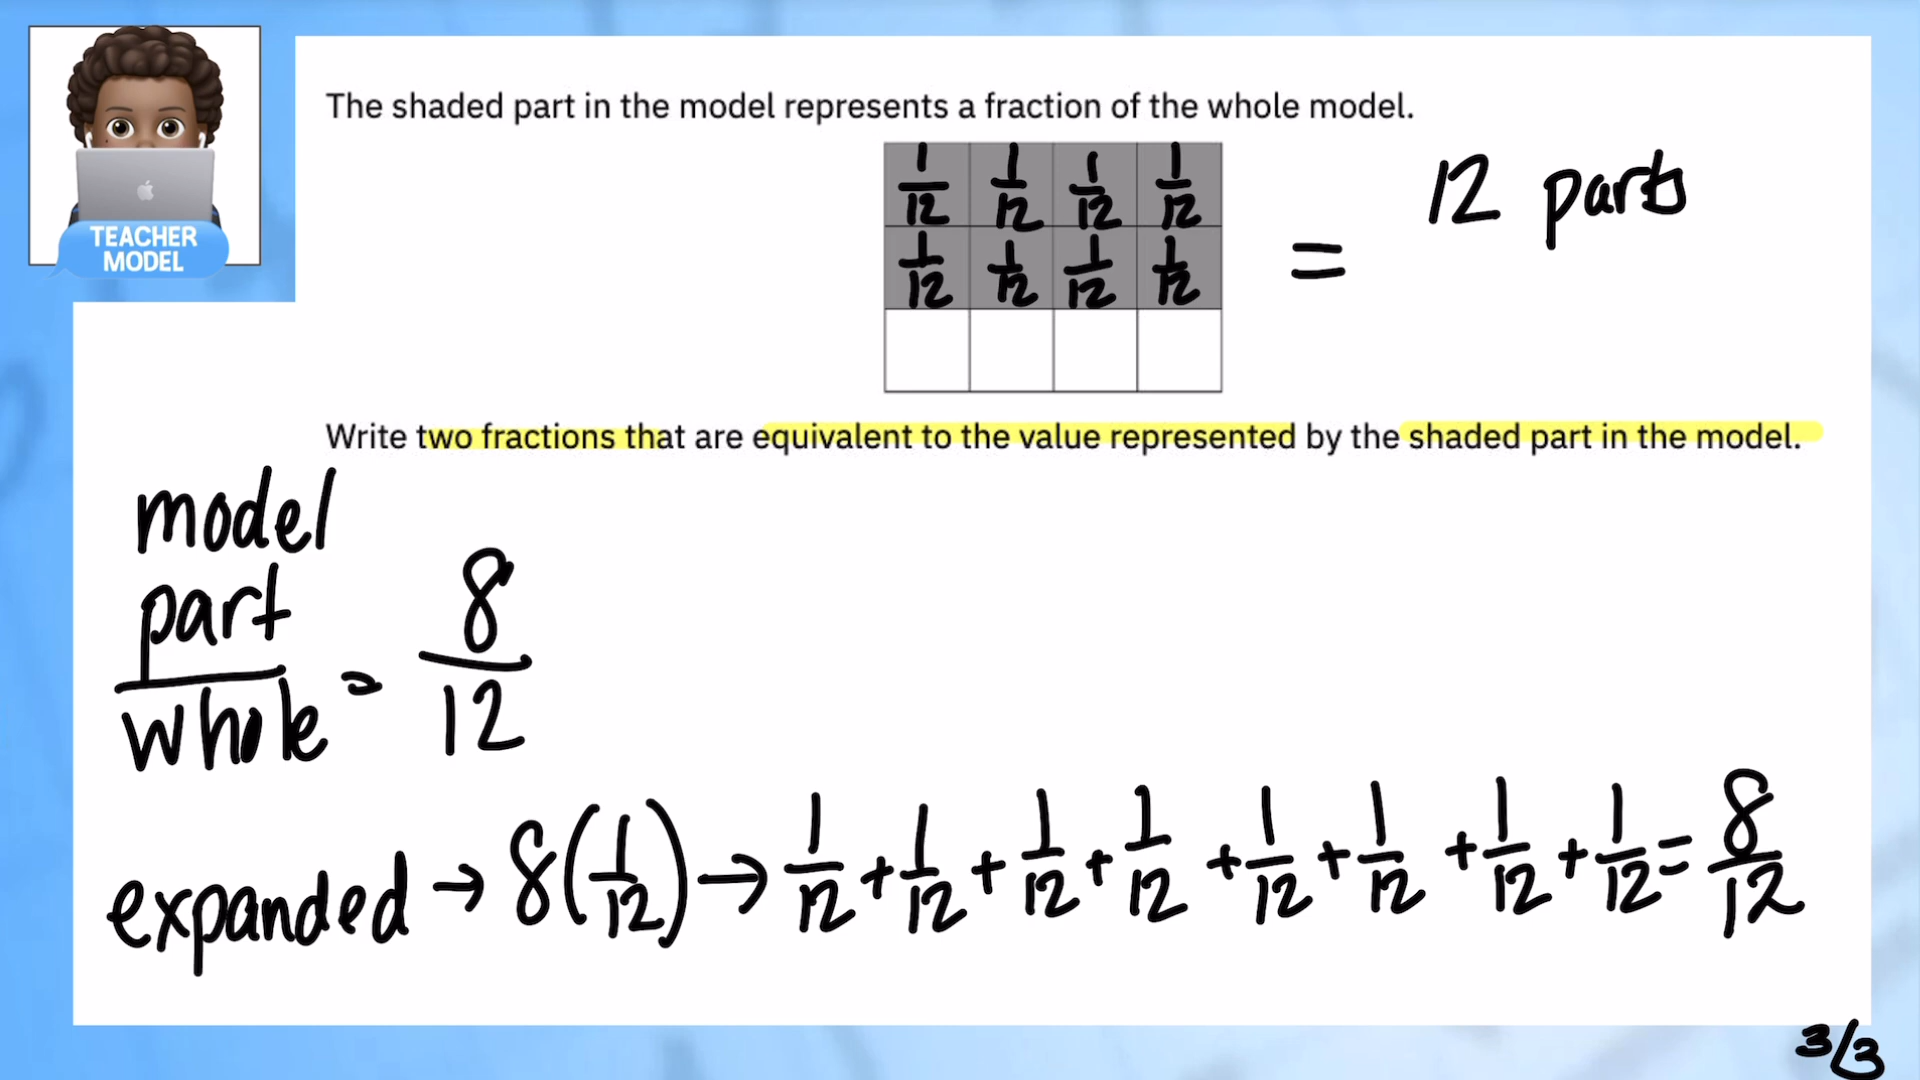 TEACHER
MODEL
The shaded part in the model represents a fraction of the whole model.
1/12 1/12 1/12 1/12
1/12 1/12 1/12 1/12
= 12 parts
Write two fractions that are equivalent to the value represented by the shaded part in the model.
model
part/whole = 8/12
expanded → 8(1/12) → 1/12 + 1/12 + 1/12 + 1/12 + 1/12 + 1/12 + 1/12 + 1/12 = 8/12
3/3